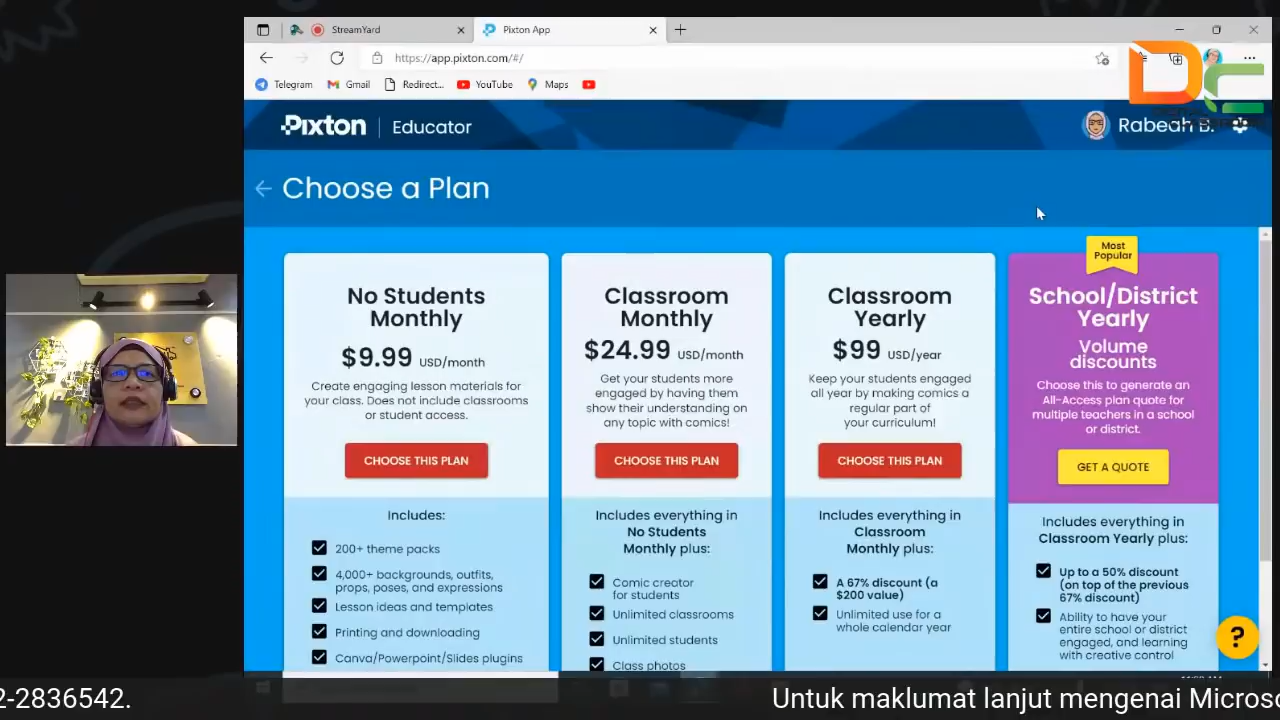 StreamYard
Pixton App
https://app.pixton.com/#/
Telegram
Gmail
Redirect...
YouTube
Maps
DE
Pixton
Educator
Rabeah B.
Choose a Plan
No Students
Monthly
$9.99 USD/month
Create engaging lesson materials for
your class. Does not include classrooms
or student access.
CHOOSE THIS PLAN
Includes:
200+ theme packs
4,000+ backgrounds, outfits,
props, poses, and expressions
Lesson ideas and templates
Printing and downloading
Canva/Powerpoint/Slides plugins
Classroom
Monthly
$24.99 USD/month
Get your students more
engaged by having them
show their understanding on
any topic with comics!
CHOOSE THIS PLAN
Includes everything in
No Students
Monthly plus:
Comic creator
for students
Unlimited classrooms
Unlimited students
Class photos
Classroom
Yearly
$99 USD/year
Keep your students engaged
all year by making comics a
regular part of
your curriculum!
CHOOSE THIS PLAN
Includes everything in
Classroom
Monthly plus:
A 67% discount (a
$200 value)
Unlimited use for a
whole calendar year
Most
Popular
School/District
Yearly
Volume
discounts
Choose this to generate an
All-Access plan quote for
multiple teachers in a school
or district.
GET A QUOTE
Includes everything in
Classroom Yearly plus:
Up to a 50% discount
(on top of the previous
67% discount)
Ability to have your
entire school or district
engaged, and learning
with creative control
?
2-2836542.
Untuk maklumat lanjut mengenai Microso